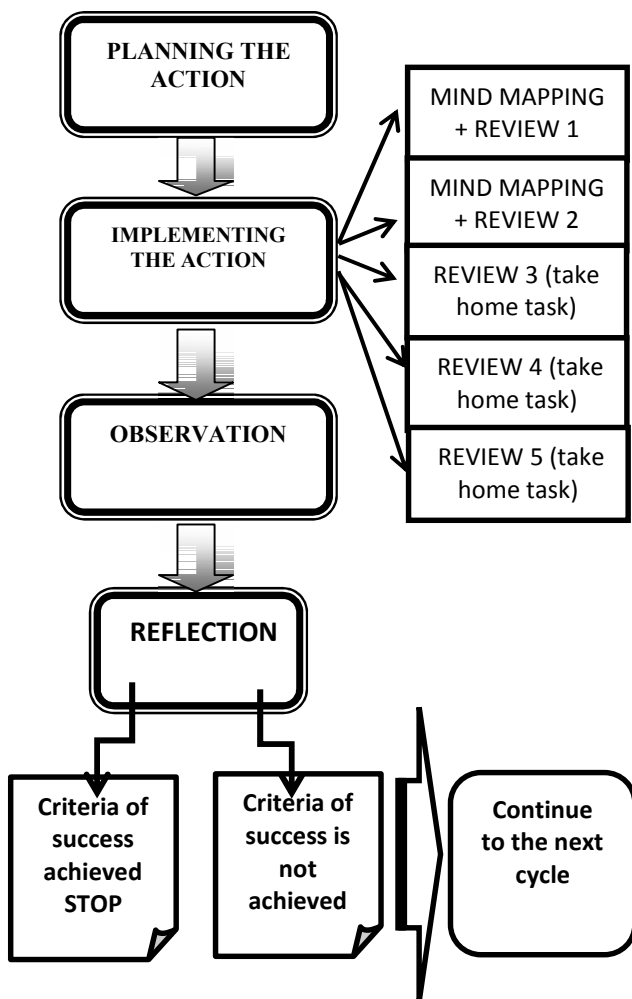 PLANNING THE
ACTION
MIND MAPPING
+ REVIEW 1
MIND MAPPING
+ REVIEW 2
IMPLEMENTING
THE ACTION
REVIEW 3 (take
home task)
REVIEW 4 (take
home task)
OBSERVATION
REVIEW 5 (take
home task)
REFLECTION
Criteria of
success
achieved
STOP
Criteria of
success is
not
achieved
Continue
to the next
cycle